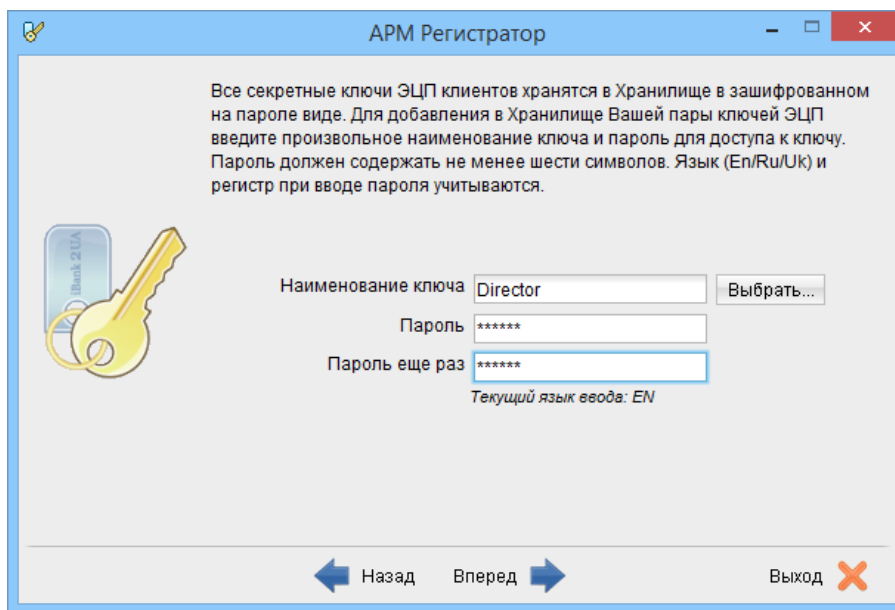 АРМ Регистратор
Все секретные ключи ЭЦП клиентов хранятся в Хранилище в зашифрованном
на пароле виде. Для добавления в Хранилище Вашей пары ключей ЭЦП
введите произвольное наименование ключа и пароль для доступа к ключу.
Пароль должен содержать не менее шести символов. Язык (En/Ru/Uk) и
регистр при вводе пароля учитываются.
iBank 2 UA
Наименование ключа Director Выбрать...
Пароль ******
Пароль еще раз ******
Текущий язык ввода: EN
Назад Вперед Выход